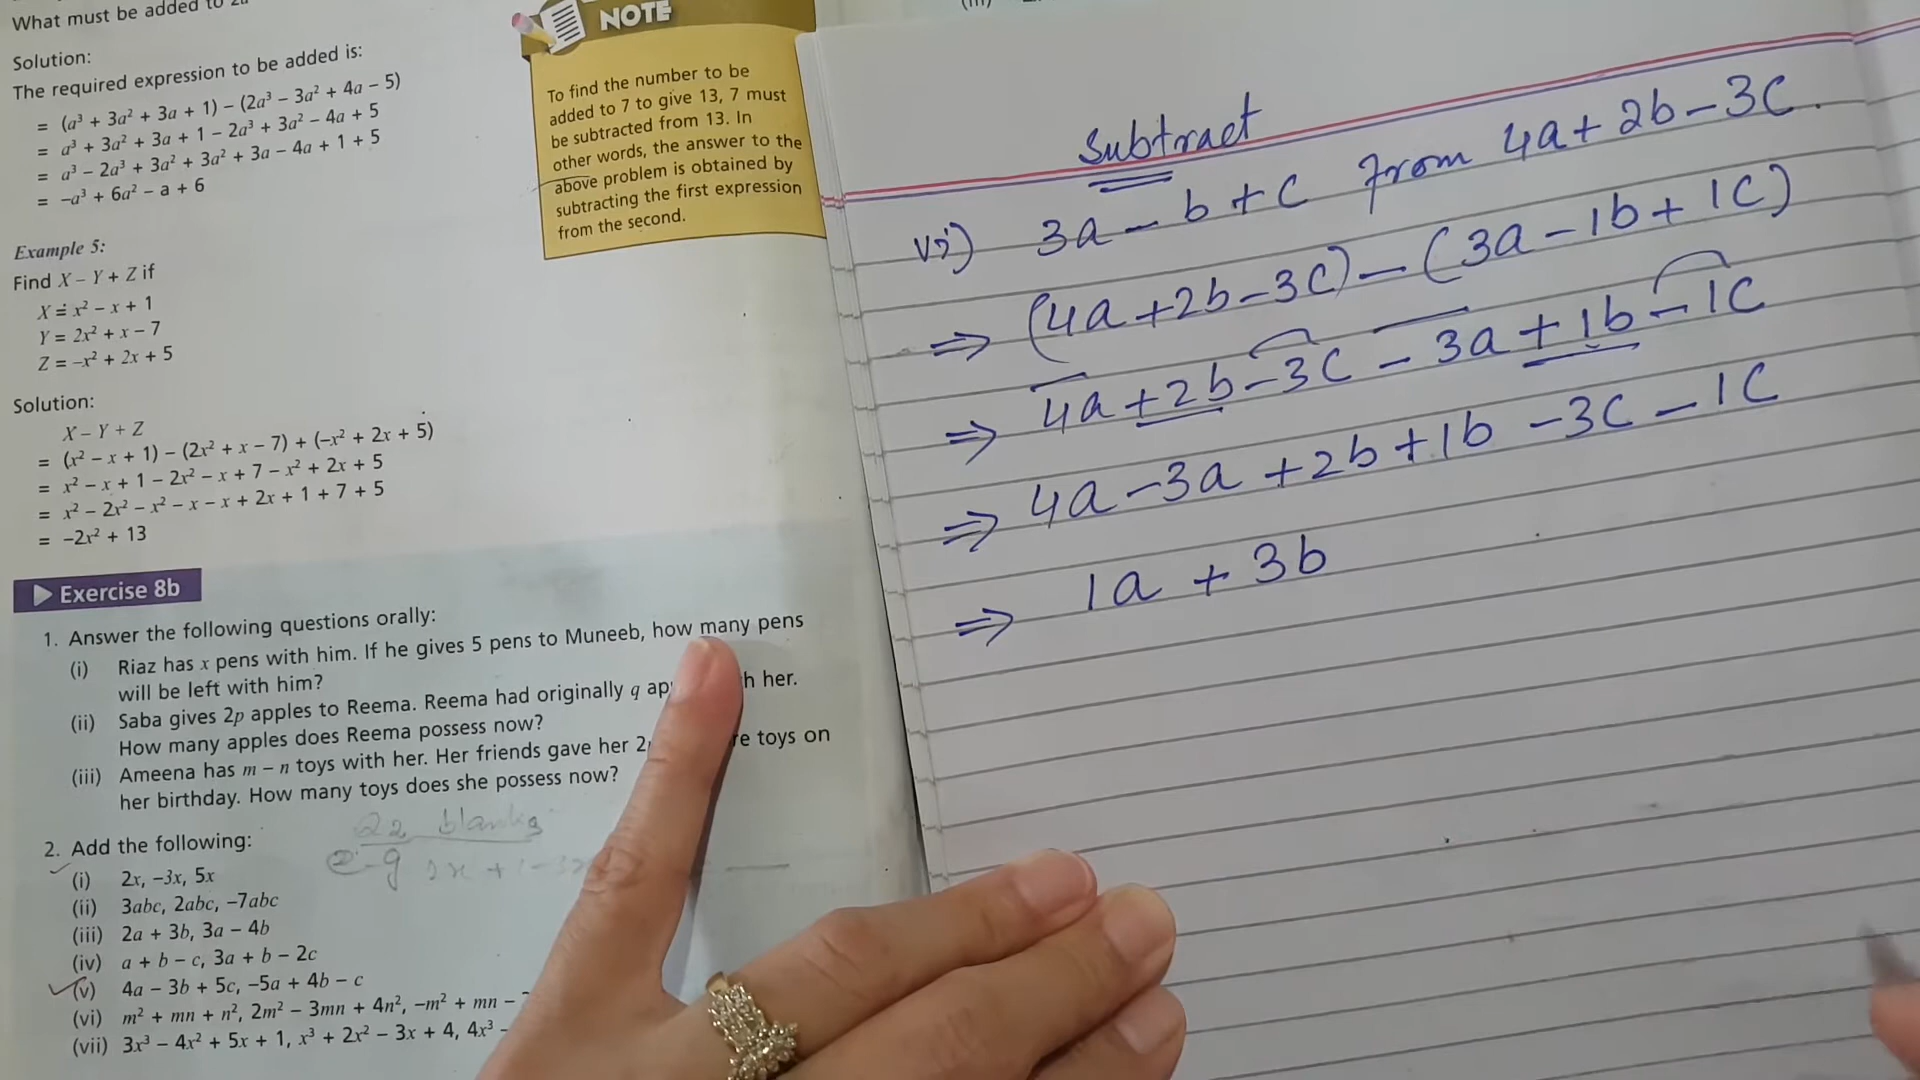 What must be added to
Solution:
The required expression to be added is:
= (a³ + 3a² + 3a + 1) – (2a³ – 3a² + 4a – 5)
= a³ + 3a² + 3a + 1 – 2a³ + 3a² – 4a + 5
= a³ – 2a³ + 3a² + 3a² + 3a – 4a + 1 + 5
= –a³ + 6a² – a + 6
Example 5:
Find X – Y + Z if
X = x² – x + 1
Y = 2x² + x – 7
Z = –x² + 2x + 5
Solution:
X – Y + Z
= (x² – x + 1) – (2x² + x – 7) + (–x² + 2x + 5)
= x² – x + 1 – 2x² – x + 7 – x² + 2x + 5
= x² – 2x² – x² – x – x + 2x + 1 + 7 + 5
= –2x² + 13
NOTE
To find the number to be
added to 7 to give 13, 7 must
be subtracted from 13. In
other words, the answer to the
above problem is obtained by
subtracting the first expression
from the second.
Exercise 8b
1. Answer the following questions orally:
(i) Riaz has x pens with him. If he gives 5 pens to Muneeb, how many pens
will be left with him?
(ii) Saba gives 2p apples to Reema. Reema had originally q her.
How many apples does Reema possess now?
(iii) Ameena has m – n toys with her. Her friends gave her toys on
her birthday. How many toys does she possess now?
blanks
2. Add the following:
(i) 2x, –3x, 5x
(ii) 3abc, 2abc, –7abc
(iii) 2a + 3b, 3a – 4b
(iv) a + b – c, 3a + b – 2c
(v) 4a – 3b + 5c, –5a + 4b – c
(vi) m² + mn + n², 2m² – 3mn + 4n², –m² + mn –
(vii) 3x³ – 4x² + 5x + 1, x³ + 2x² – 3x + 4, 4x³ –
Subtract
vi) 3a - b + c from 4a + 2b - 3c.
⇒ (4a + 2b - 3c) - (3a - 1b + 1c)
⇒ 4a + 2b - 3c - 3a + 1b - 1c
⇒ 4a - 3a + 2b + 1b - 3c - 1c
⇒ 1a + 3b